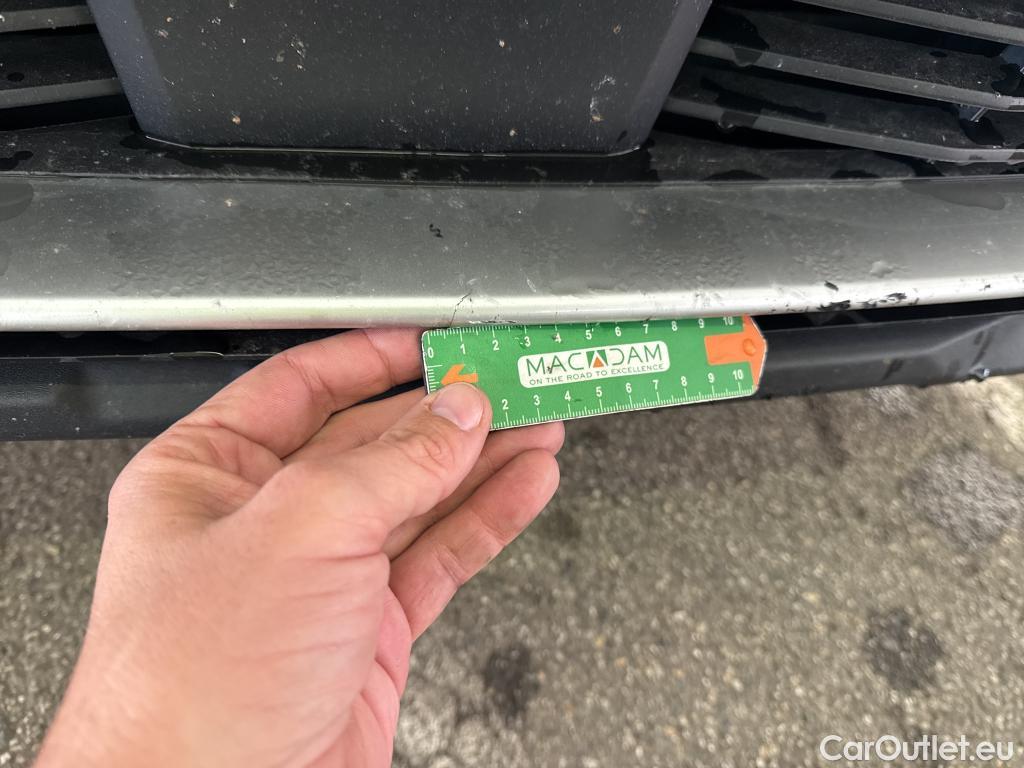 0 1 2 3 4 5 6 7 8 9 10
MACADAM
ON THE ROAD TO EXCELLENCE
2 3 4 5 6 7 8 9 10
CarOutlet.eu